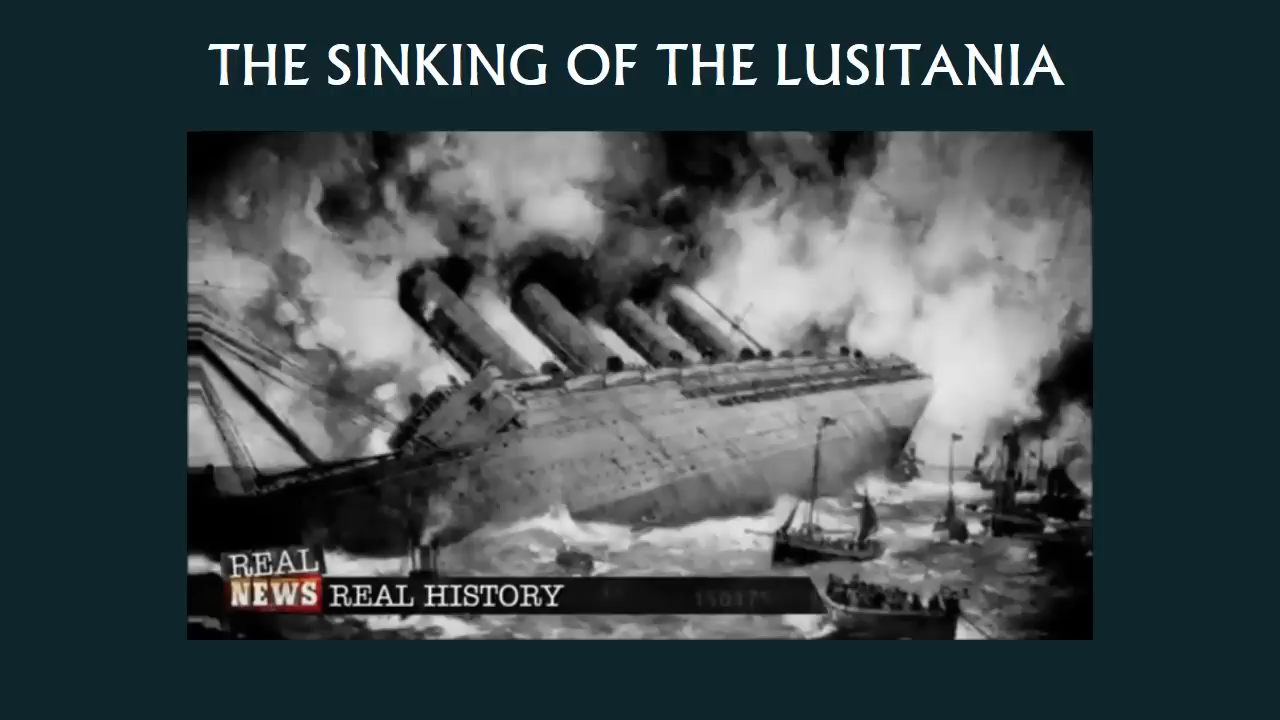 THE SINKING OF THE LUSITANIA
REAL
NEWS REAL HISTORY